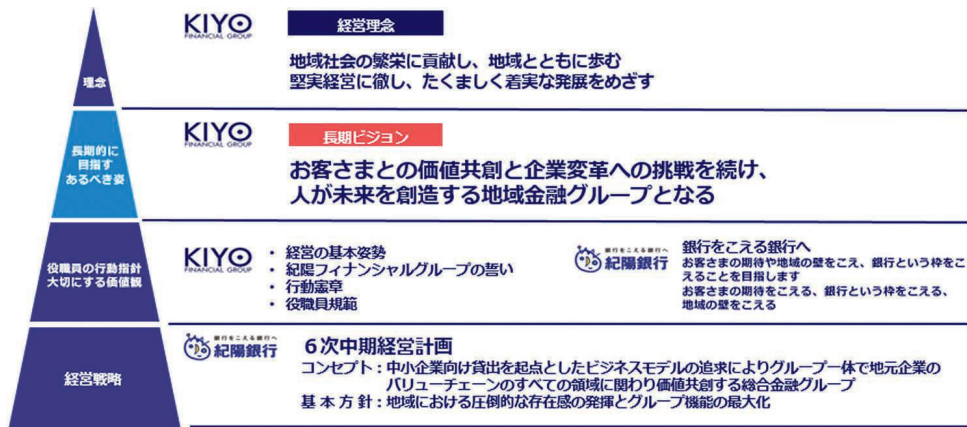 KIYO
FINANCIAL GROUP
経営理念
地域社会の繁栄に貢献し、地域とともに歩む
堅実経営に徹し、たくましく着実な発展をめざす
理念
KIYO
FINANCIAL GROUP
長期ビジョン
お客さまとの価値共創と企業変革への挑戦を続け、
人が未来を創造する地域金融グループとなる
長期的に
目指す
あるべき姿
役職員の行動指針
大切にする価値観
KIYO
FINANCIAL GROUP
・ 経営の基本姿勢
・ 紀陽フィナンシャルグループの誓い
・ 行動憲章
・ 役職員規範
銀行をこえる銀行へ
紀陽銀行
銀行をこえる銀行へ
お客さまの期待や地域の壁をこえ、銀行という枠をこ
えることを目指します
お客さまの期待をこえる、銀行という枠をこえる、
地域の壁をこえる
経営戦略
銀行をこえる銀行へ
紀陽銀行
６次中期経営計画
コンセプト：中小企業向け貸出を起点としたビジネスモデルの追求によりグループ一体で地元企業の
バリューチェーンのすべての領域に関わり価値共創する総合金融グループ
基 本 方 針：地域における圧倒的な存在感の発揮とグループ機能の最大化